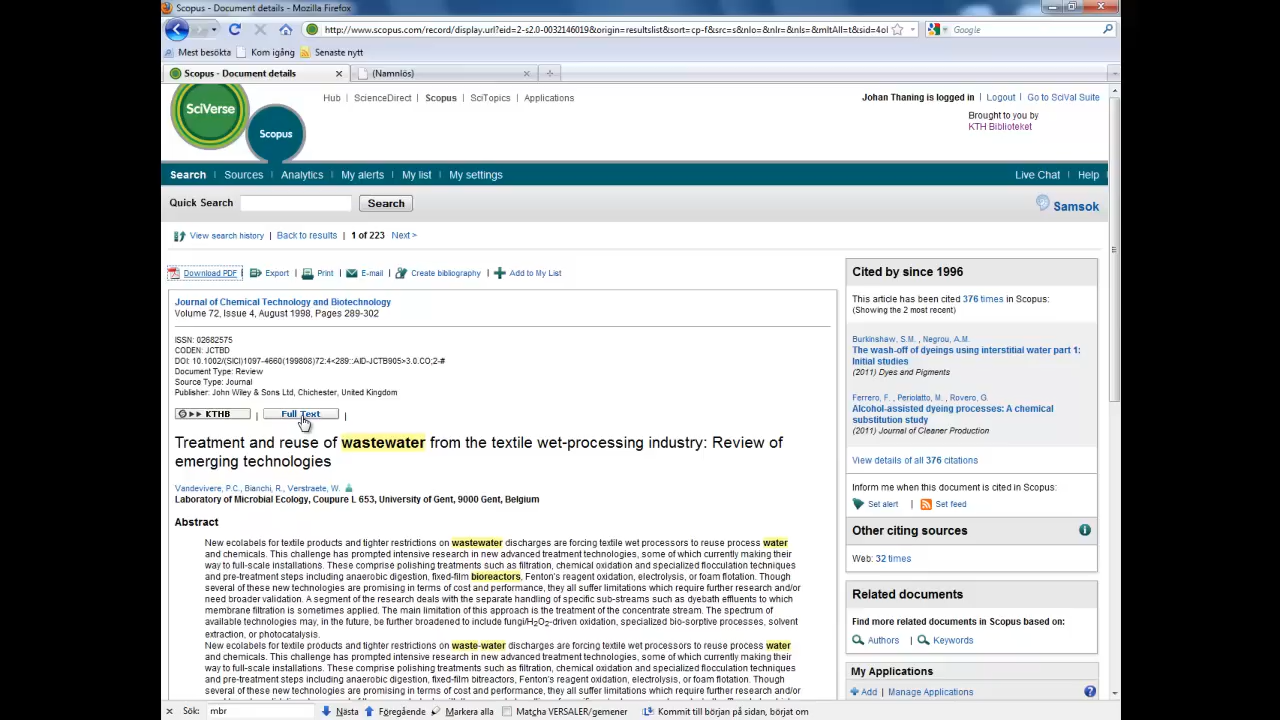 Scopus - Document details - Mozilla Firefox
http://www.scopus.com/record/display.url?eid=2-s2.0-0032146019&origin=resultslist&sort=cp-f&src=s&nlo=&nlr=&nls=&mltAll=t&sid=4ol
Google
Mest besökta Kom igång Senaste nytt
Scopus - Document details (Namnlös)
SciVerse
Scopus
Hub | ScienceDirect Scopus | SciTopics | Applications
Johan Thaning is logged in | Logout | Go to SciVal Suite
Brought to you by
KTH Biblioteket
Search | Sources | Analytics | My alerts | My list | My settings
Live Chat | Help
Quick Search Search
Samsok
View search history | Back to results | 1 of 223 Next >
Download PDF | Export | Print | E-mail | Create bibliography | Add to My List
Journal of Chemical Technology and Biotechnology
Volume 72, Issue 4, August 1998, Pages 289-302
ISSN: 02682575
CODEN: JCTBD
DOI: 10.1002/(SICI)1097-4660(199808)72:4<289::AID-JCTB905>3.0.CO;2-#
Document Type: Review
Source Type: Journal
Publisher: John Wiley & Sons Ltd, Chichester, United Kingdom
KTHB | Full Text |
Treatment and reuse of wastewater from the textile wet-processing industry: Review of
emerging technologies
Vandevivere, P.C., Bianchi, R., Verstraete, W.
Laboratory of Microbial Ecology, Coupure L 653, University of Gent, 9000 Gent, Belgium
Abstract
New ecolabels for textile products and tighter restrictions on wastewater discharges are forcing textile wet processors to reuse process water
and chemicals. This challenge has prompted intensive research in new advanced treatment technologies, some of which currently making their
way to full-scale installations. These comprise polishing treatments such as filtration, chemical oxidation and specialized flocculation techniques
and pre-treatment steps including anaerobic digestion, fixed-film bioreactors, Fenton's reagent oxidation, electrolysis, or foam flotation. Though
several of these new technologies are promising in terms of cost and performance, they all suffer limitations which require further research and/or
need broader validation. A segment of the research deals with the separate handling of specific sub-streams such as dyebath effluents to which
membrane filtration is sometimes applied. The main limitation of this approach is the treatment of the concentrate stream. The spectrum of
available technologies may, in the future, be further broadened to include fungi/H2O2-driven oxidation, specialized bio-sorptive processes, solvent
extraction, or photocatalysis.
New ecolabels for textile products and tighter restrictions on waste-water discharges are forcing textile wet processors to reuse process water
and chemicals. This challenge has prompted intensive research in new advanced treatment technologies, some of which currently making their
way to full-scale installations. These comprise polishing treatments such as filtration, chemical oxidation and specialized flocculation techniques
and pre-treatment steps including anaerobic digestion, fixed-film bitreactors, Fenton's reagent oxidation, electrolysis, or foam flotation. Though
several of these new technologies are promising in terms of cost and performance, they all suffer limitations which require further research and/or
Cited by since 1996
This article has been cited 376 times in Scopus:
(Showing the 2 most recent)
Burkinshaw, S.M. , Negrou, A.M.
The wash-off of dyeings using interstitial water part 1:
Initial studies
(2011) Dyes and Pigments
Ferrero, F. , Periolatto, M. , Rovero, G.
Alcohol-assisted dyeing processes: A chemical
substitution study
(2011) Journal of Cleaner Production
View details of all 376 citations
Inform me when this document is cited in Scopus:
Set alert | Set feed
Other citing sources
Web: 32 times
Related documents
Find more related documents in Scopus based on:
Authors | Keywords
My Applications
Add | Manage Applications
Sök: mbr Nästa Föregående Markera alla Matcha VERSALER/gemener Kommit till början på sidan, börjat om